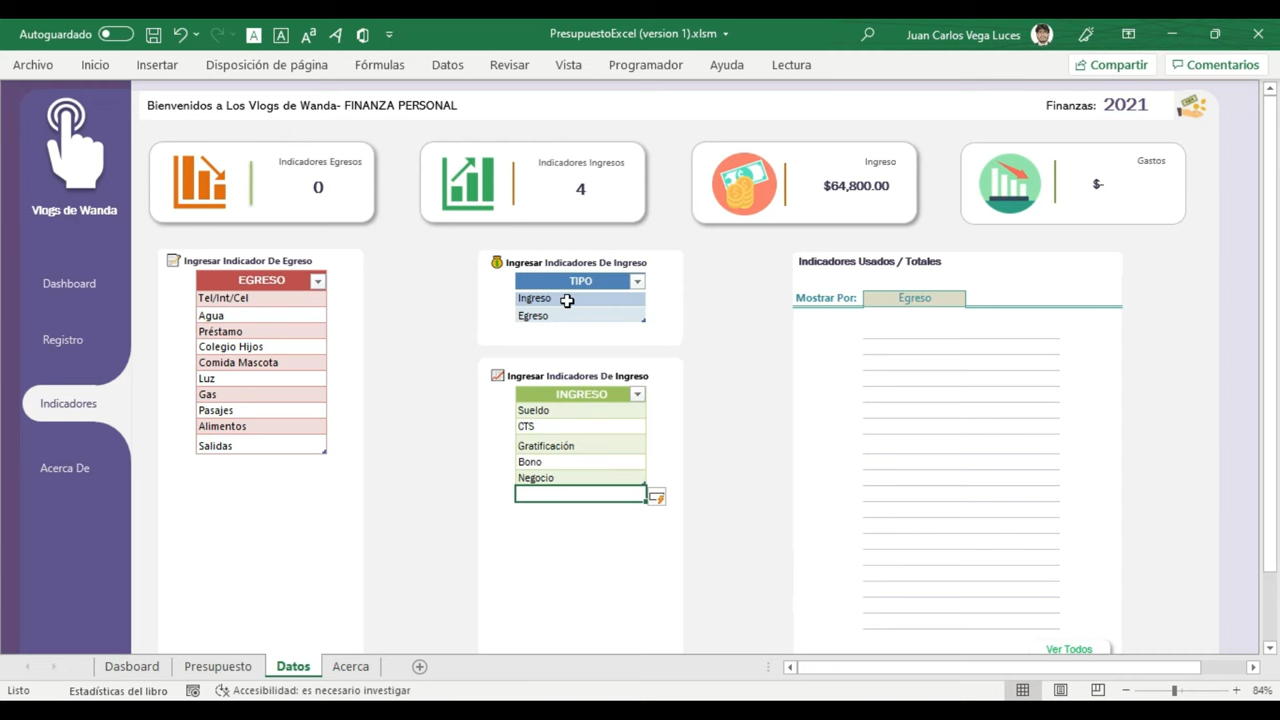 Autoguardado
PresupuestoExcel (version 1).xlsm
Juan Carlos Vega Luces
Archivo Inicio Insertar Disposición de página Fórmulas Datos Revisar Vista Programador Ayuda Lectura Compartir Comentarios
Bienvenidos a Los Vlogs de Wanda- FINANZA PERSONAL
Finanzas: 2021
Vlogs de Wanda
Dashboard
Registro
Indicadores
Acerca De
Indicadores Egresos
0
Indicadores Ingresos
4
Ingreso
$64,800.00
Gastos
$-
Ingresar Indicador De Egreso
EGRESO
Tel/Int/Cel
Agua
Préstamo
Colegio Hijos
Comida Mascota
Luz
Gas
Pasajes
Alimentos
Salidas
Ingresar Indicadores De Ingreso
TIPO
Ingreso
Egreso
Ingresar Indicadores De Ingreso
INGRESO
Sueldo
CTS
Gratificación
Bono
Negocio
Indicadores Usados / Totales
Mostrar Por: Egreso
Ver Todos
Dasboard Presupuesto Datos Acerca
Listo Estadísticas del libro Accesibilidad: es necesario investigar 84%